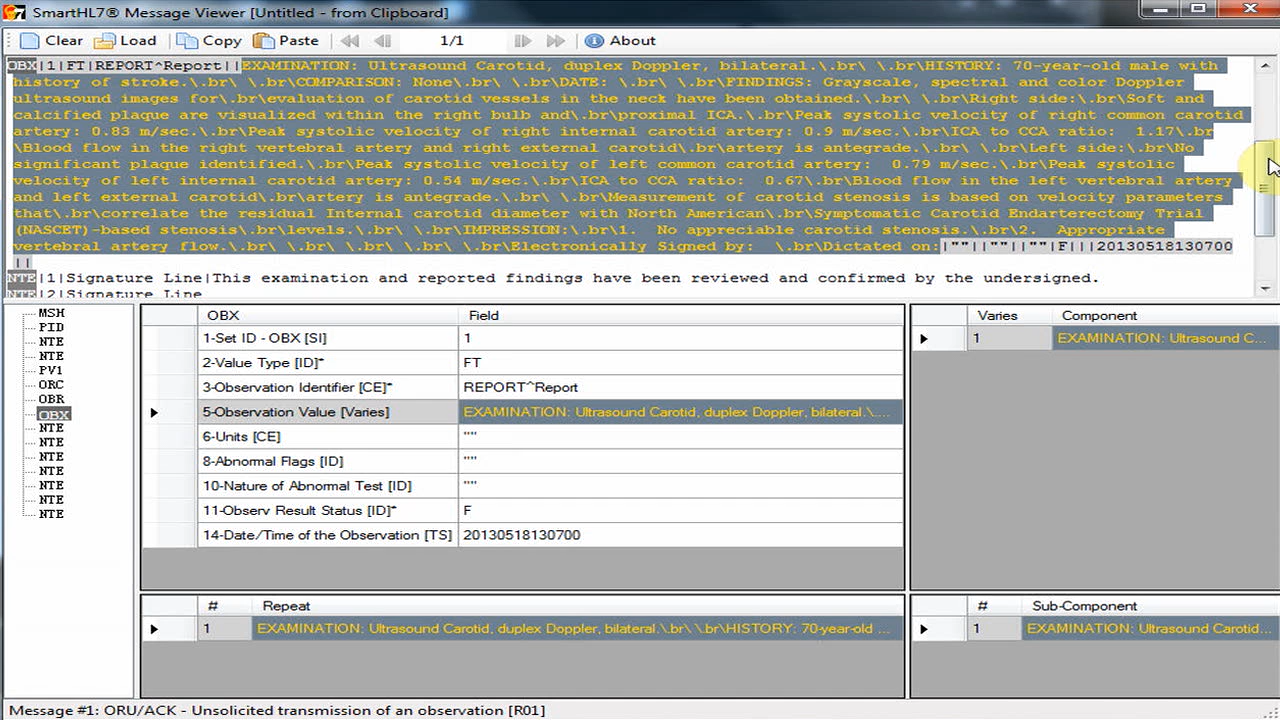 SmartHL7® Message Viewer [Untitled - from Clipboard]
Clear Load Copy Paste 1/1 About
OBX|1|FT|REPORT^Report||EXAMINATION: Ultrasound Carotid, duplex Doppler, bilateral.\.br\ \.br\HISTORY: 70-year-old male with
history of stroke.\.br\ \.br\COMPARISON: None\.br\ \.br\DATE: \.br\FINDINGS: Grayscale, spectral and color Doppler
ultrasound images for\.br\evaluation of carotid vessels in the neck have been obtained.\.br\ \.br\Right side:\.br\Soft and
calcified plaque are visualized within the right bulb and\.br\proximal ICA.\.br\Peak systolic velocity of right common carotid
artery: 0.83 m/sec.\.br\Peak systolic velocity of right internal carotid artery: 0.9 m/sec.\.br\ICA to CCA ratio:  1.17\.br
\Blood flow in the right vertebral artery and right external carotid\.br\artery is antegrade.\.br\ \.br\Left side:\.br\No
significant plaque identified.\.br\Peak systolic velocity of left common carotid artery:  0.79 m/sec.\.br\Peak systolic
velocity of left internal carotid artery: 0.54 m/sec.\.br\ICA to CCA ratio:  0.67\.br\Blood flow in the left vertebral artery
and left external carotid\.br\artery is antegrade.\.br\ \.br\Measurement of carotid stenosis is based on velocity parameters
that\.br\correlate the residual Internal carotid diameter with North American\.br\Symptomatic Carotid Endarterectomy Trial
(NASCET)-based stenosis\.br\levels.\.br\ \.br\IMPRESSION:\.br\1.  No appreciable carotid stenosis.\.br\2.  Appropriate
vertebral artery flow.\.br\ \.br\ \.br\ \.br\ \.br\Electronically Signed by:  \.br\Dictated on:|""||""||""|F|||20130518130700
||
NTE|1|Signature Line|This examination and reported findings have been reviewed and confirmed by the undersigned.
NTE|2|Signature Line
MSH
PID
NTE
NTE
PV1
ORC
OBR
OBX
NTE
NTE
NTE
NTE
NTE
NTE
NTE
OBX Field
1-Set ID - OBX [SI] 1
2-Value Type [ID]* FT
3-Observation Identifier [CE]* REPORT^Report
5-Observation Value [Varies] EXAMINATION: Ultrasound Carotid, duplex Doppler, bilateral.\....
6-Units [CE] ""
8-Abnormal Flags [ID] ""
10-Nature of Abnormal Test [ID] ""
11-Observ Result Status [ID]* F
14-Date/Time of the Observation [TS] 20130518130700
Varies Component
1 EXAMINATION: Ultrasound C...
# Repeat
1 EXAMINATION: Ultrasound Carotid, duplex Doppler, bilateral.\.br\ \.br\HISTORY: 70-year-old ...
# Sub-Component
1 EXAMINATION: Ultrasound Carotid...
Message #1: ORU/ACK - Unsolicited transmission of an observation [R01]